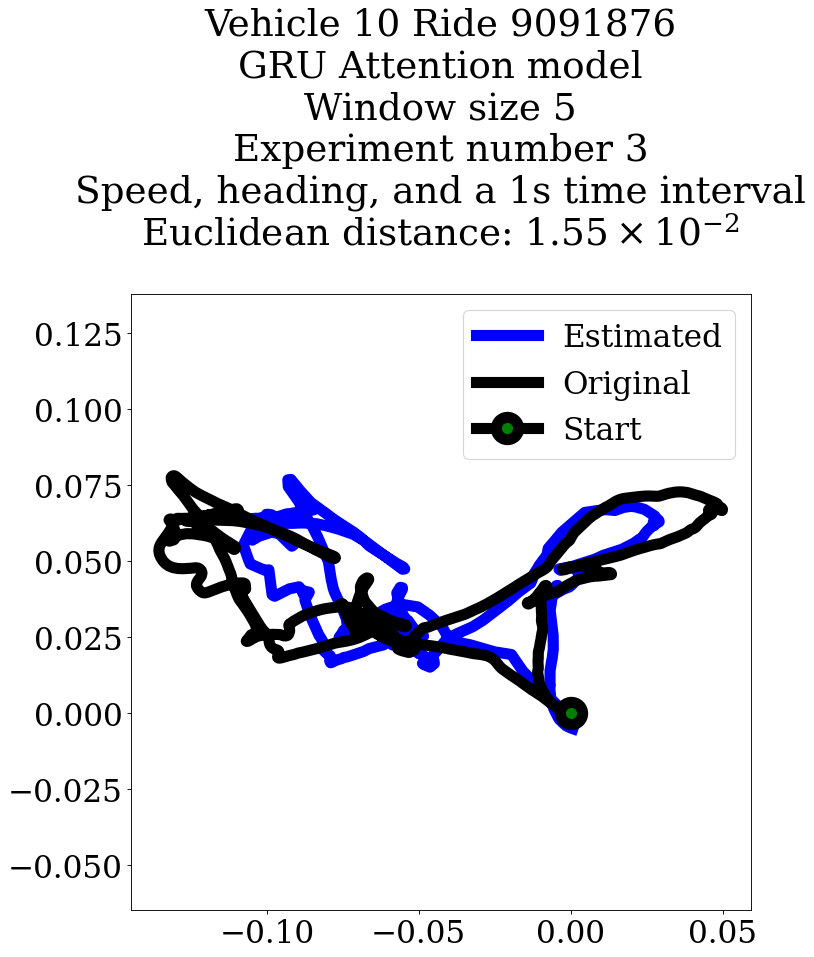 Vehicle 10 Ride 9091876
GRU Attention model
Window size 5
Experiment number 3
Speed, heading, and a 1s time interval
Euclidean distance: 1.55 × 10⁻²
Estimated
Original
Start
0.125
0.100
0.075
0.050
0.025
0.000
−0.025
−0.050
−0.10 −0.05 0.00 0.05